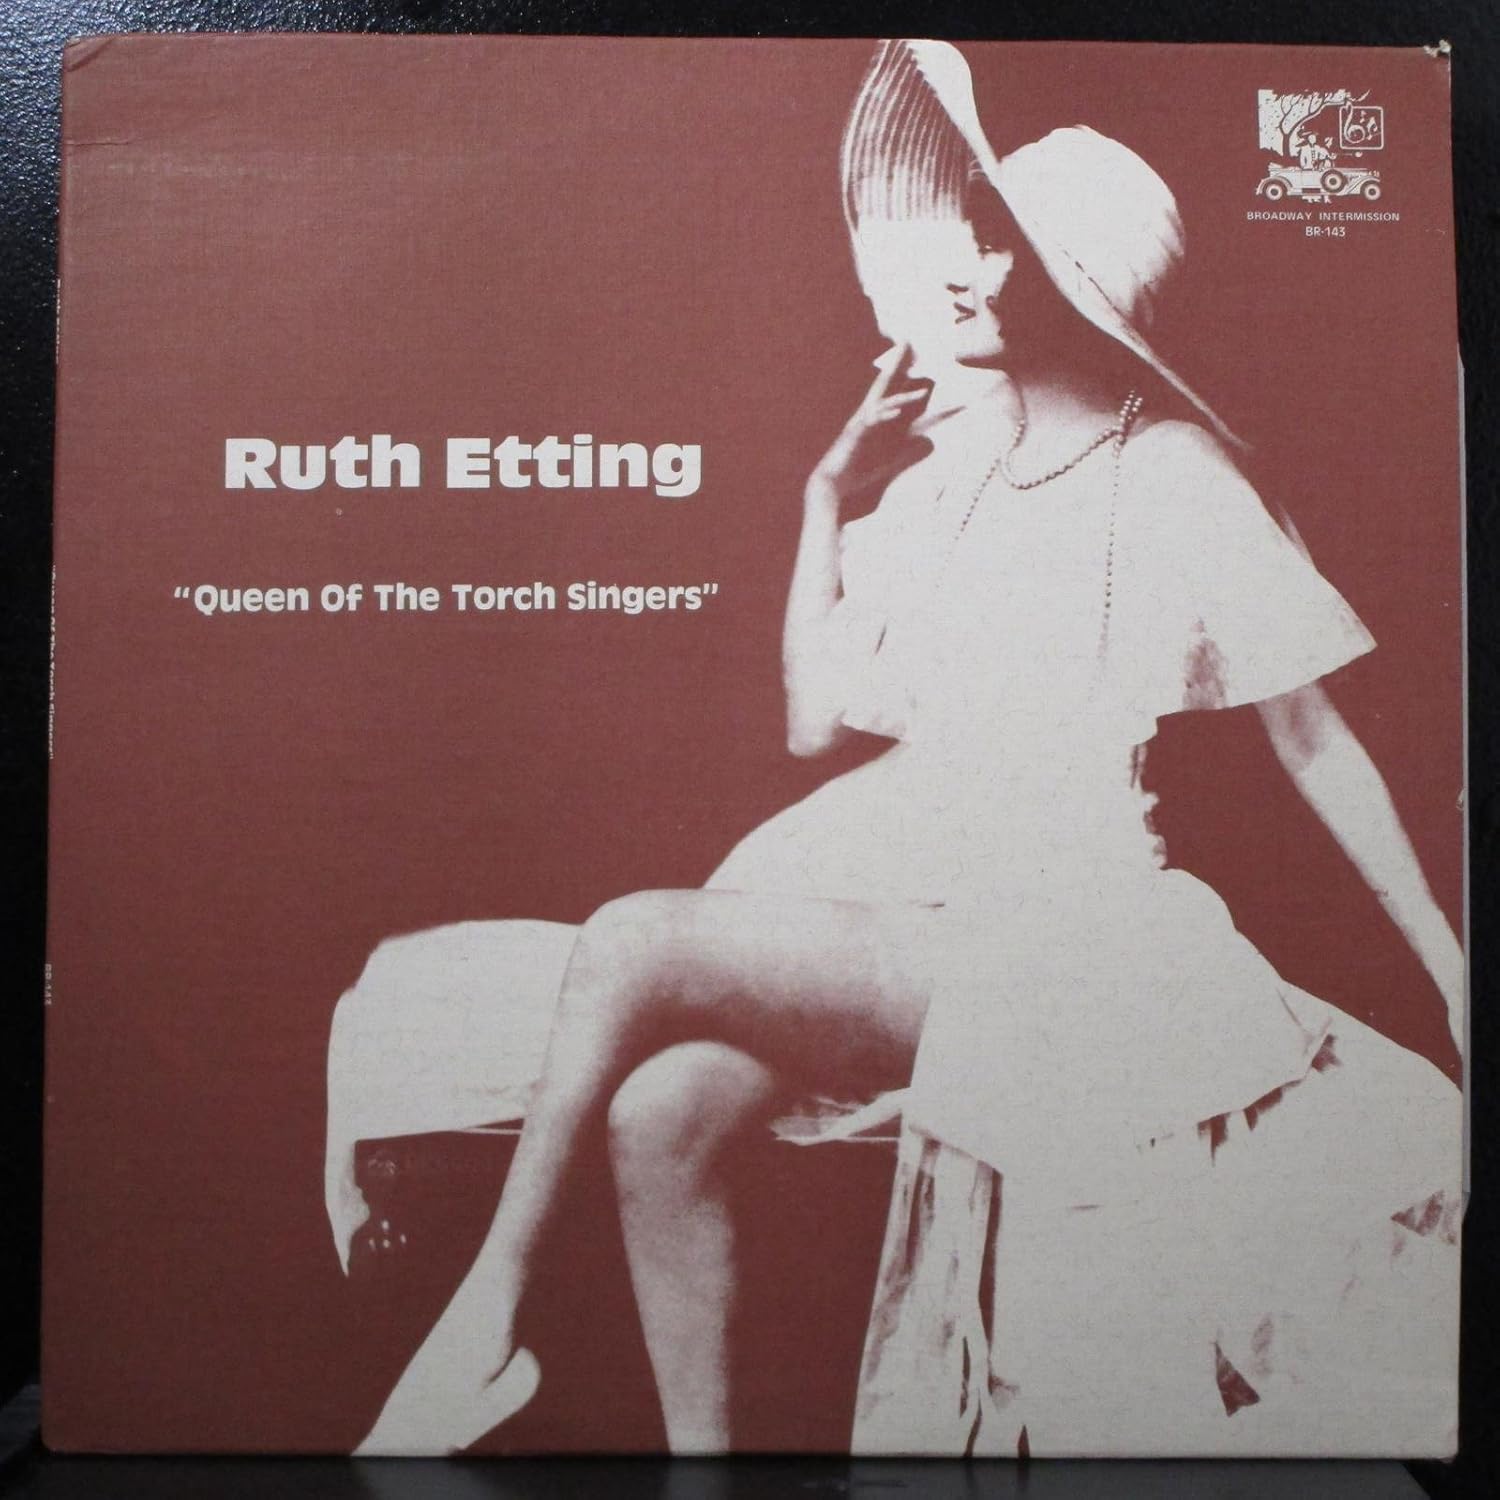 BROADWAY INTERMISSION
BR-143
Ruth Etting
“Queen Of The Torch Singers”